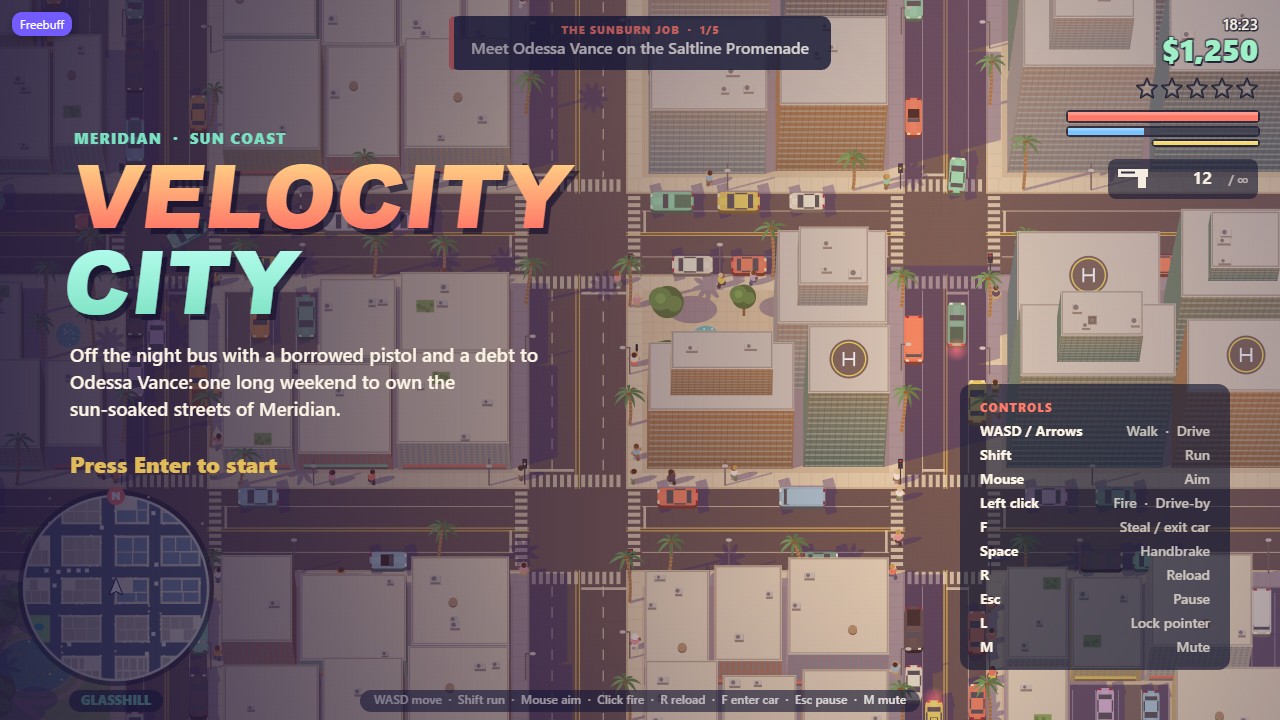 Freebuff
THE SUNBURN JOB · 1/5
Meet Odessa Vance on the Saltline Promenade
18:23
$1,250
12 / ∞
MERIDIAN · SUN COAST
VELOCITY
CITY
Off the night bus with a borrowed pistol and a debt to
Odessa Vance: one long weekend to own the
sun-soaked streets of Meridian.
Press Enter to start
H
H
H
CONTROLS
WASD / Arrows Walk · Drive
Shift Run
Mouse Aim
Left click Fire · Drive-by
F Steal / exit car
Space Handbrake
R Reload
Esc Pause
L Lock pointer
M Mute
N
GLASSHILL
WASD move · Shift run · Mouse aim · Click fire · R reload · F enter car · Esc pause · M mute